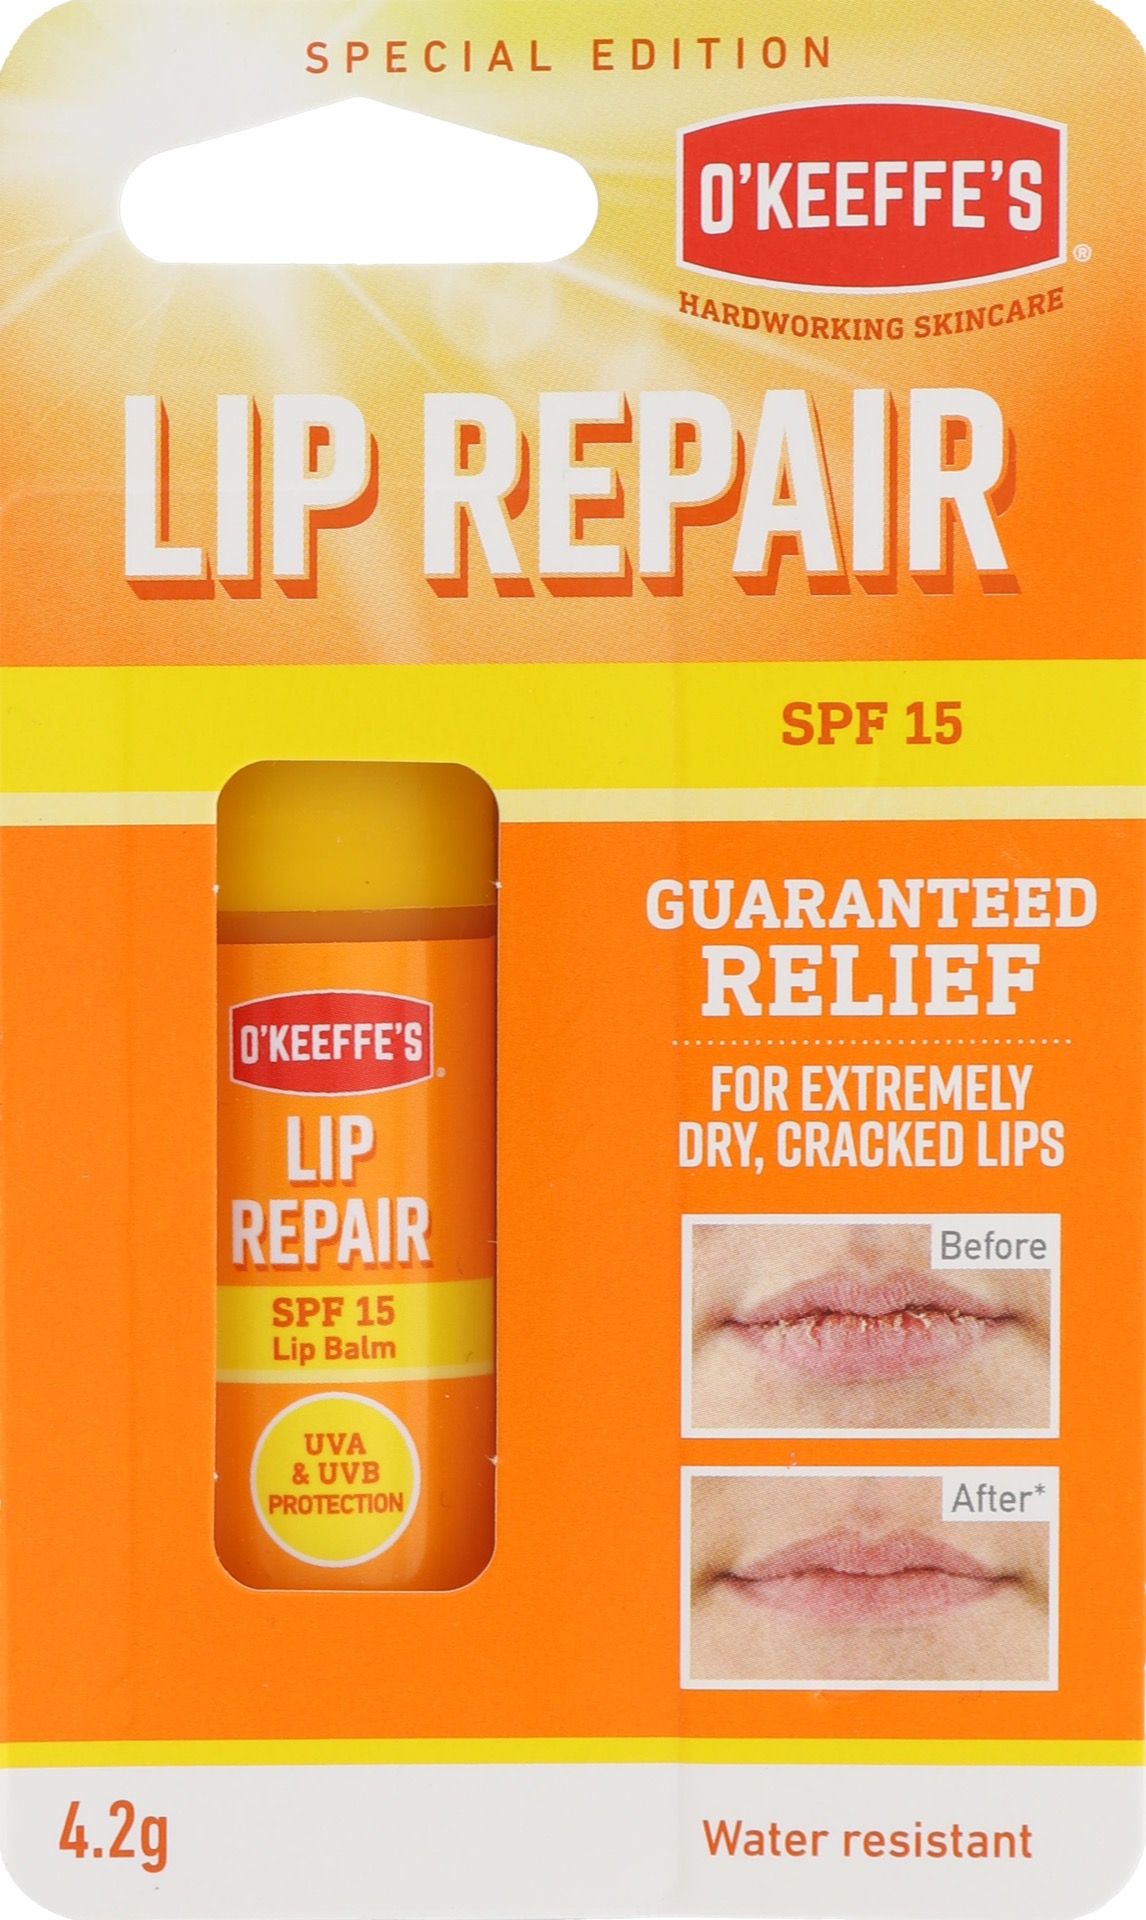 SPECIAL EDITION
O'KEEFFE'S
®
HARDWORKING SKINCARE
LIP REPAIR
SPF 15
GUARANTEED
RELIEF
FOR EXTREMELY
DRY, CRACKED LIPS
Before
After*
O'KEEFFE'S
LIP
REPAIR
SPF 15
Lip Balm
UVA
& UVB
PROTECTION
4.2g
Water resistant